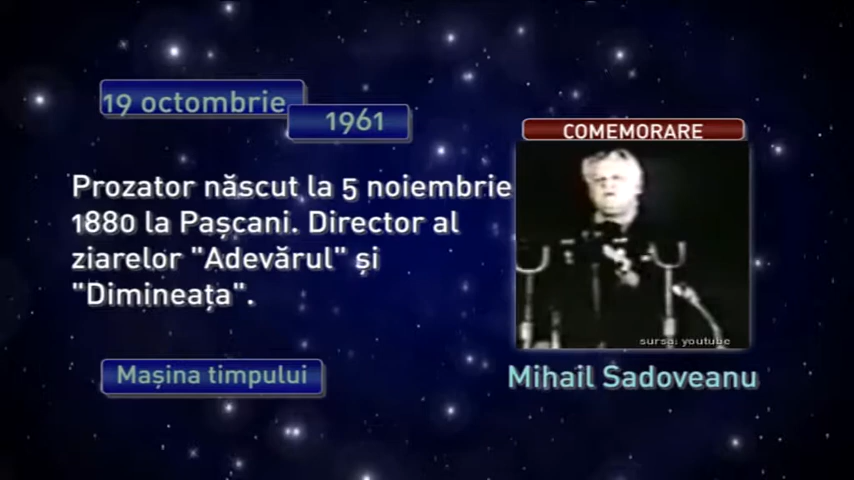 19 octombrie
1961
COMEMORARE
Prozator născut la 5 noiembrie
1880 la Pașcani. Director al
ziarelor "Adevărul" și
"Dimineața".
sursa: youtube
Mașina timpului
Mihail Sadoveanu